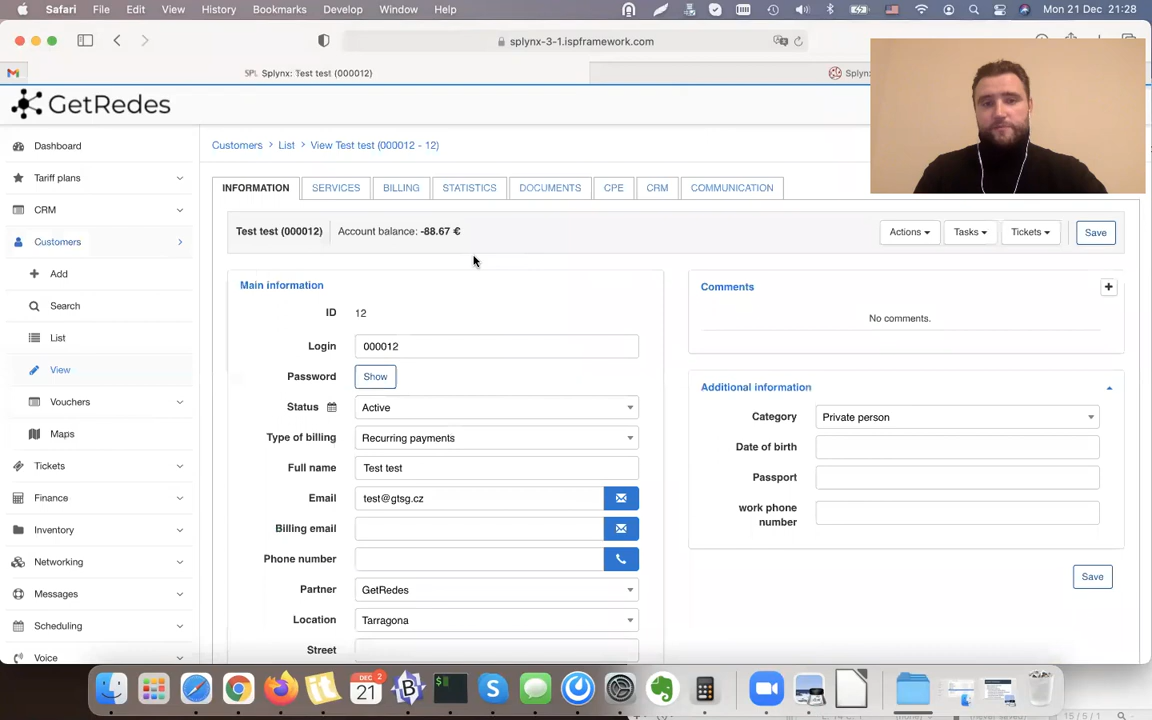 Safari File Edit View History Bookmarks Develop Window Help Mon 21 Dec 21:28
splynx-3-1.ispframework.com
SPL Splynx: Test test (000012)
Splyn
GetRedes
Dashboard
Tariff plans
CRM
Customers
Add
Search
List
View
Vouchers
Maps
Tickets
Finance
Inventory
Networking
Messages
Scheduling
Voice
Customers > List > View Test test (000012 - 12)
INFORMATION SERVICES BILLING STATISTICS DOCUMENTS CPE CRM COMMUNICATION
Test test (000012) Account balance: -88.67 € Actions Tasks Tickets Save
Main information
ID 12
Login 000012
Password Show
Status Active
Type of billing Recurring payments
Full name Test test
Email test@gtsg.cz
Billing email
Phone number
Partner GetRedes
Location Tarragona
Street
Comments
No comments.
Additional information
Category Private person
Date of birth
Passport
work phone
number
Save
DEC 2
21